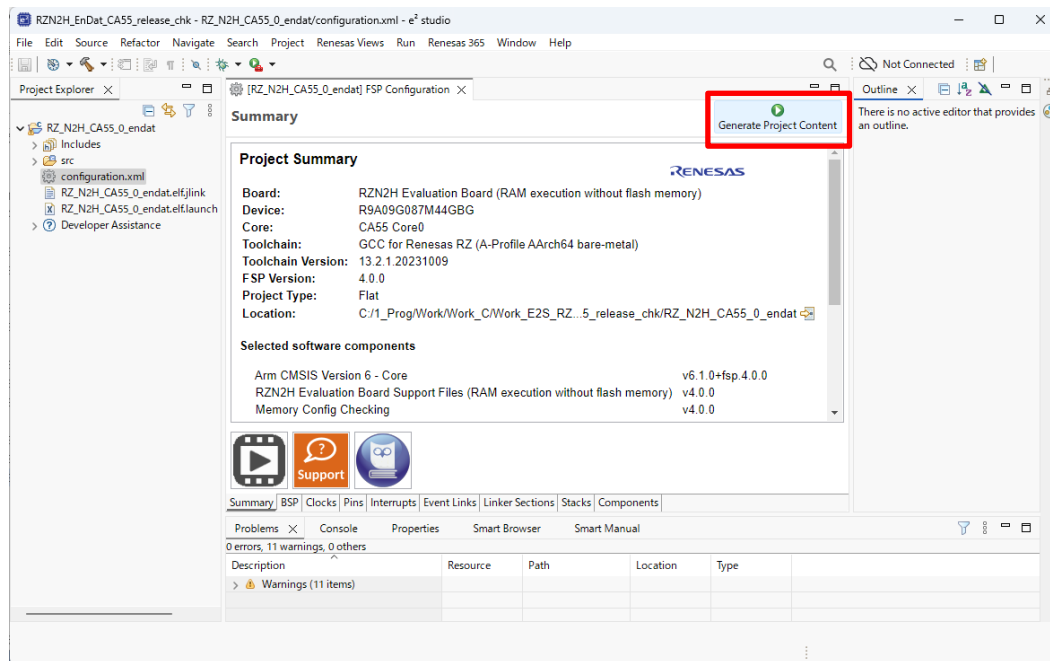 RZN2H_EnDat_CA55_release_chk - RZ_N2H_CA55_0_endat/configuration.xml - e² studio
File Edit Source Refactor Navigate Search Project Renesas Views Run Renesas 365 Window Help
Not Connected
Project Explorer
[RZ_N2H_CA55_0_endat] FSP Configuration
Outline
RZ_N2H_CA55_0_endat
Includes
src
configuration.xml
RZ_N2H_CA55_0_endat.elf.jlink
RZ_N2H_CA55_0_endat.elf.launch
Developer Assistance
Summary
Generate Project Content
There is no active editor that provides
an outline.
Project Summary
RENESAS
Board: RZN2H Evaluation Board (RAM execution without flash memory)
Device: R9A09G087M44GBG
Core: CA55 Core0
Toolchain: GCC for Renesas RZ (A-Profile AArch64 bare-metal)
Toolchain Version: 13.2.1.20231009
FSP Version: 4.0.0
Project Type: Flat
Location: C:/1_Prog/Work/Work_C/Work_E2S_RZ...5_release_chk/RZ_N2H_CA55_0_endat
Selected software components
Arm CMSIS Version 6 - Core v6.1.0+fsp.4.0.0
RZN2H Evaluation Board Support Files (RAM execution without flash memory) v4.0.0
Memory Config Checking v4.0.0
Support
Summary BSP Clocks Pins Interrupts Event Links Linker Sections Stacks Components
Problems Console Properties Smart Browser Smart Manual
0 errors, 11 warnings, 0 others
Description Resource Path Location Type
Warnings (11 items)